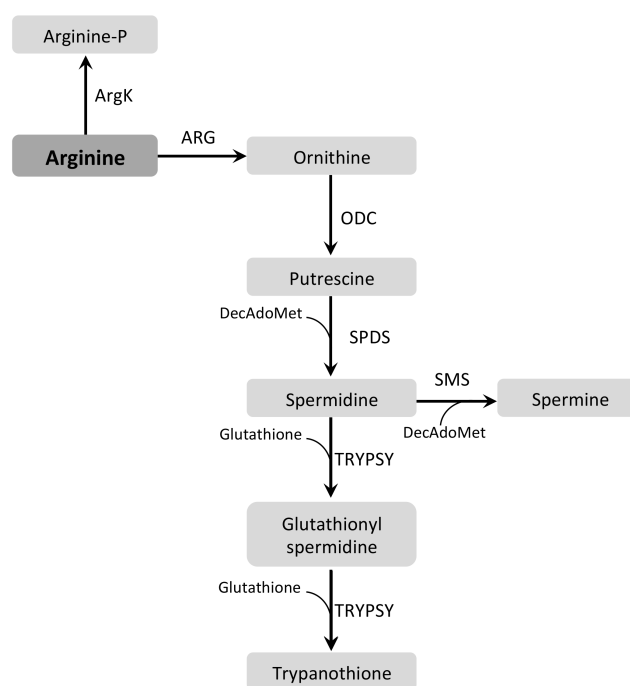 Arginine-P
ArgK
Arginine
ARG
Ornithine
ODC
Putrescine
DecAdoMet
SPDS
Spermidine
SMS
Spermine
DecAdoMet
Glutathione
TRYPSY
Glutathionyl
spermidine
Glutathione
TRYPSY
Trypanothione